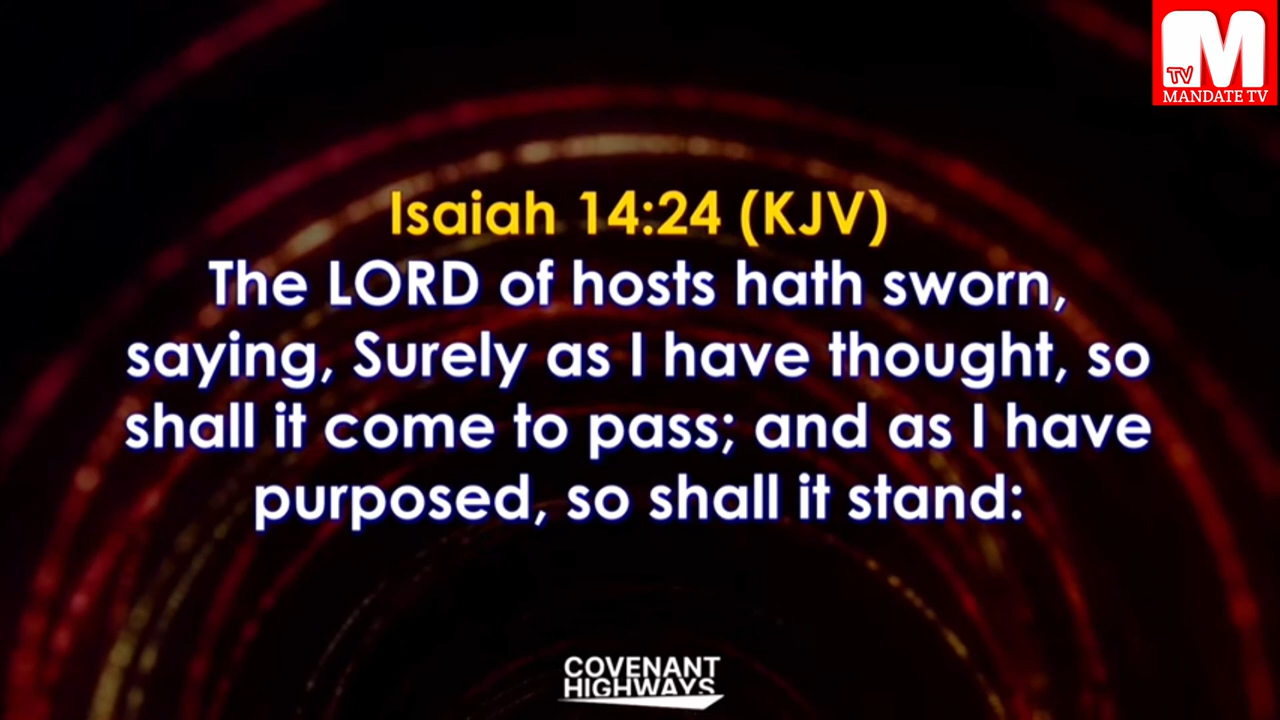 TV M
MANDATE TV
Isaiah 14:24 (KJV)
The LORD of hosts hath sworn,
saying, Surely as I have thought, so
shall it come to pass; and as I have
purposed, so shall it stand:
COVENANT
HIGHWAYS